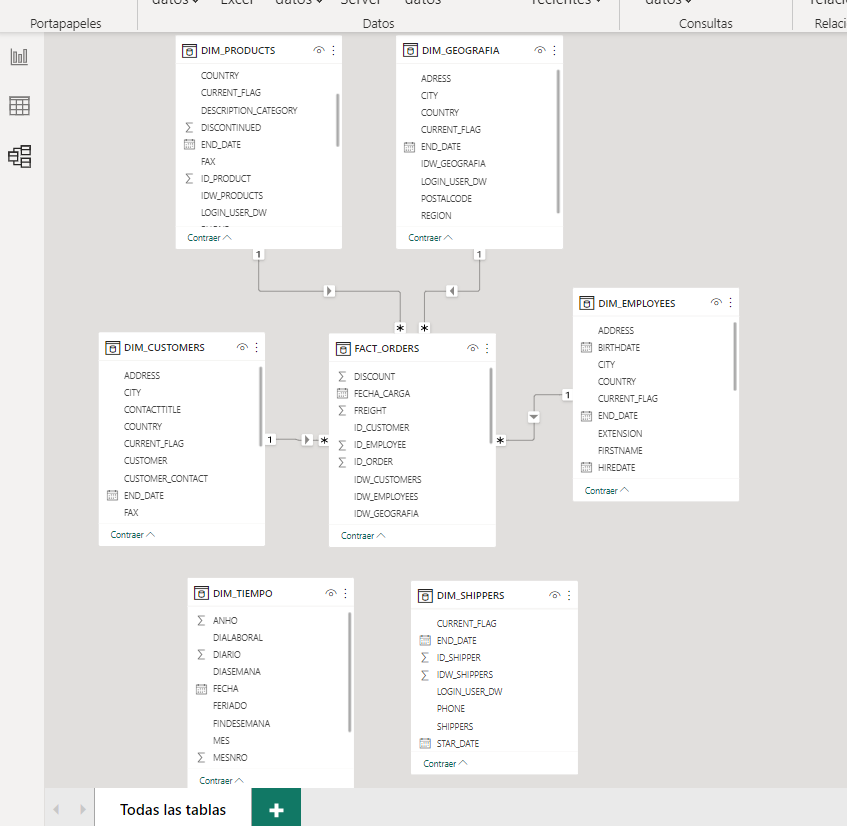 datos Excel datos Server datos recientes datos relacio
Portapapeles Datos Consultas Relaci
DIM_PRODUCTS
COUNTRY
CURRENT_FLAG
DESCRIPTION_CATEGORY
DISCONTINUED
END_DATE
FAX
ID_PRODUCT
IDW_PRODUCTS
LOGIN_USER_DW
Contraer
1
*
DIM_GEOGRAFIA
ADRESS
CITY
COUNTRY
CURRENT_FLAG
END_DATE
IDW_GEOGRAFIA
LOGIN_USER_DW
POSTALCODE
REGION
Contraer
1
*
DIM_CUSTOMERS
ADDRESS
CITY
CONTACTTITLE
COUNTRY
CURRENT_FLAG
CUSTOMER
CUSTOMER_CONTACT
END_DATE
FAX
Contraer
1
*
FACT_ORDERS
DISCOUNT
FECHA_CARGA
FREIGHT
ID_CUSTOMER
ID_EMPLOYEE
ID_ORDER
IDW_CUSTOMERS
IDW_EMPLOYEES
IDW_GEOGRAFIA
Contraer
*
1
DIM_EMPLOYEES
ADDRESS
BIRTHDATE
CITY
COUNTRY
CURRENT_FLAG
END_DATE
EXTENSION
FIRSTNAME
HIREDATE
Contraer
DIM_TIEMPO
ANHO
DIALABORAL
DIARIO
DIASEMANA
FECHA
FERIADO
FINDESEMANA
MES
MESNRO
Contraer
DIM_SHIPPERS
CURRENT_FLAG
END_DATE
ID_SHIPPER
IDW_SHIPPERS
LOGIN_USER_DW
PHONE
SHIPPERS
STAR_DATE
Contraer
Todas las tablas